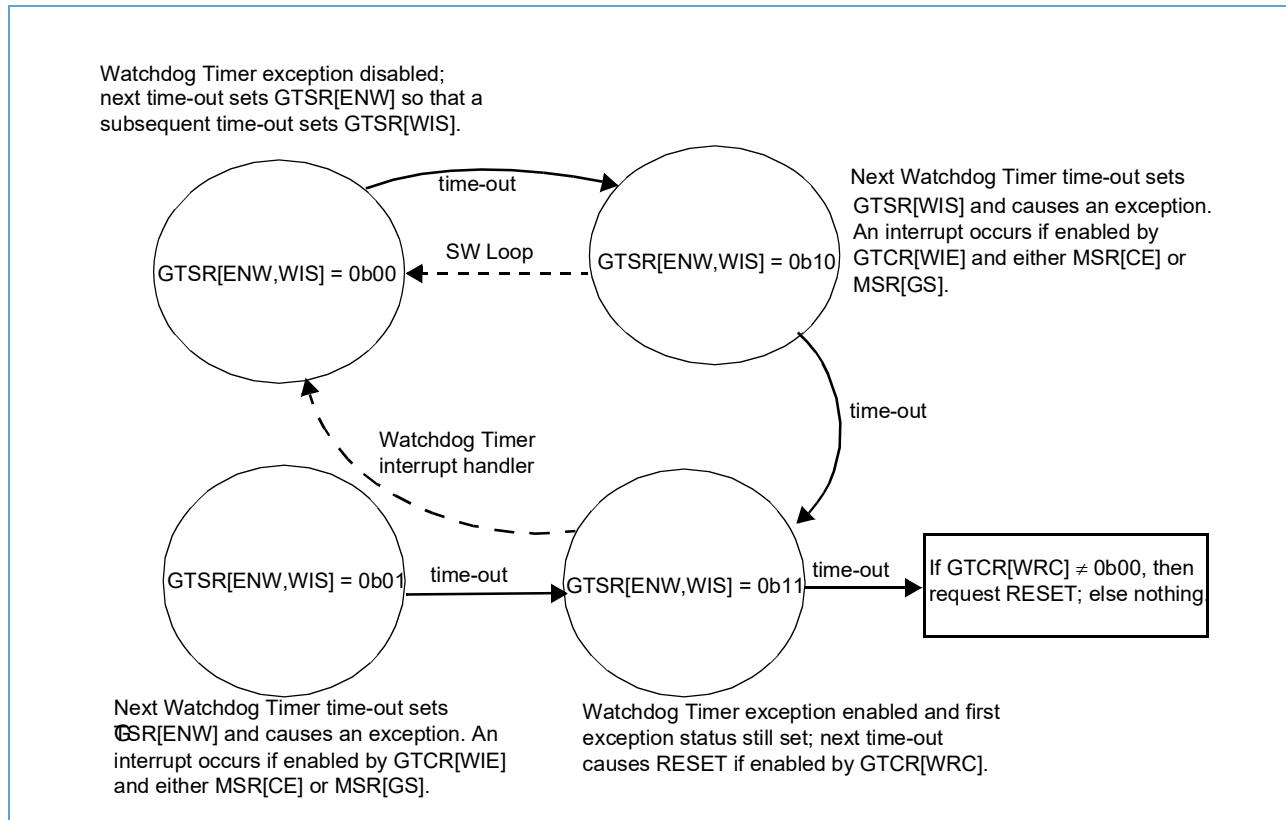 Watchdog Timer exception disabled;
next time-out sets GTSR[ENW] so that a
subsequent time-out sets GTSR[WIS].
time-out
Next Watchdog Timer time-out sets
GTSR[WIS] and causes an exception.
An interrupt occurs if enabled by
GTCR[WIE] and either MSR[CE] or
MSR[GS].
SW Loop
GTSR[ENW,WIS] = 0b00
GTSR[ENW,WIS] = 0b10
time-out
Watchdog Timer
interrupt handler
GTSR[ENW,WIS] = 0b01
time-out
GTSR[ENW,WIS] = 0b11
time-out
If GTCR[WRC] ≠ 0b00, then
request RESET; else nothing.
Next Watchdog Timer time-out sets
GTSR[ENW] and causes an exception. An
interrupt occurs if enabled by GTCR[WIE]
and either MSR[CE] or MSR[GS].
Watchdog Timer exception enabled and first
exception status still set; next time-out
causes RESET if enabled by GTCR[WRC].